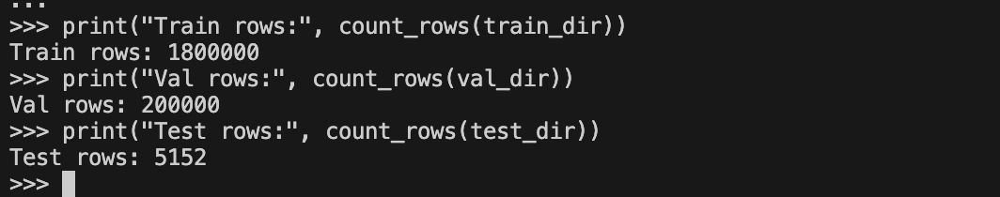 ...
>>> print("Train rows:", count_rows(train_dir))
Train rows: 1800000
>>> print("Val rows:", count_rows(val_dir))
Val rows: 200000
>>> print("Test rows:", count_rows(test_dir))
Test rows: 5152
>>>